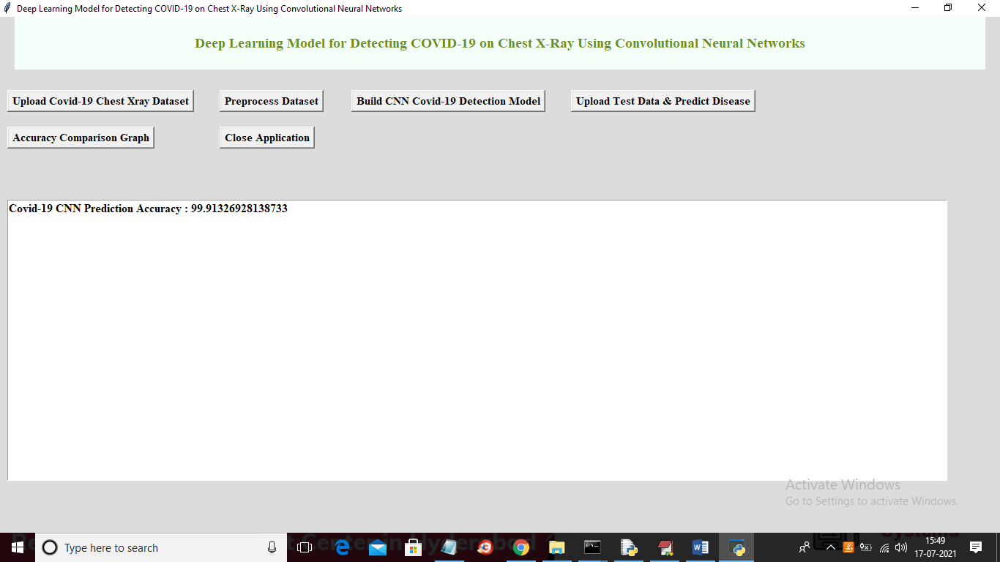 Deep Learning Model for Detecting COVID-19 on Chest X-Ray Using Convolutional Neural Networks
Deep Learning Model for Detecting COVID-19 on Chest X-Ray Using Convolutional Neural Networks
Upload Covid-19 Chest Xray Dataset
Preprocess Dataset
Build CNN Covid-19 Detection Model
Upload Test Data & Predict Disease
Accuracy Comparison Graph
Close Application
Covid-19 CNN Prediction Accuracy : 99.91326928138733
Activate Windows
Go to Settings to activate Windows.
Type here to search
15:49
17-07-2021